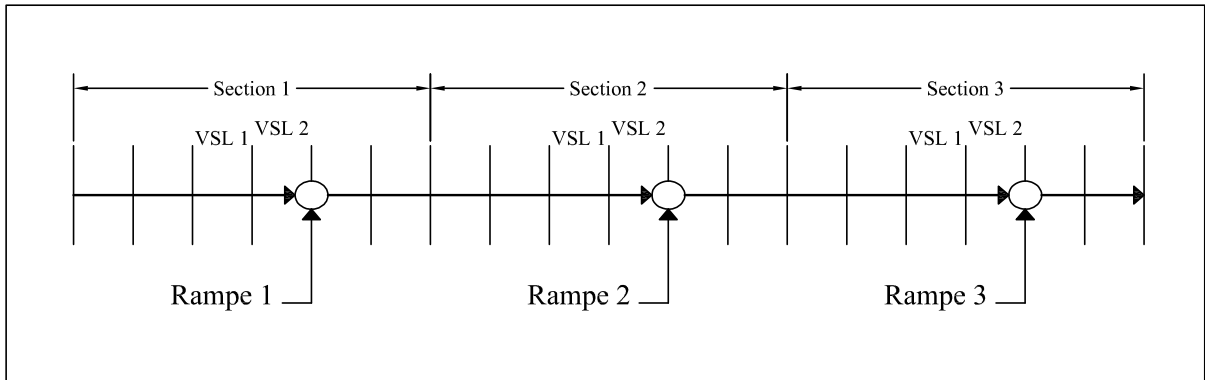 Section 1 Section 2 Section 3
VSL 1 VSL 2 VSL 1 VSL 2 VSL 1 VSL 2
Rampe 1 Rampe 2 Rampe 3